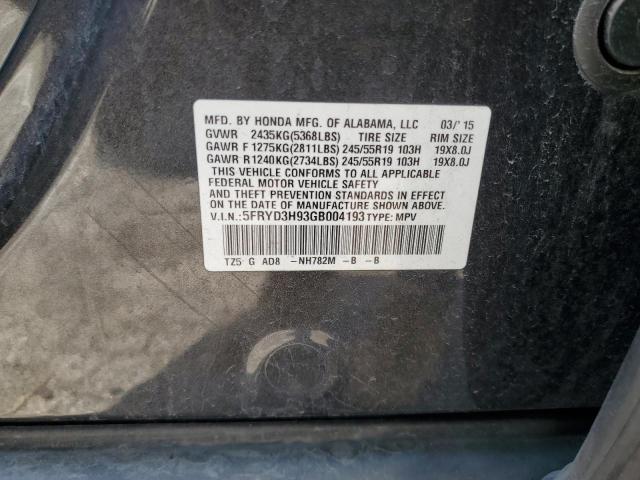 MFD. BY HONDA MFG. OF ALABAMA, LLC 03/'15
GVWR 2435KG(5368LBS) TIRE SIZE RIM SIZE
GAWR F 1275KG(2811LBS) 245/55R19 103H 19X8.0J
GAWR R1240KG(2734LBS) 245/55R19 103H 19X8.0J
THIS VEHICLE CONFORMS TO ALL APPLICABLE
FEDERAL MOTOR VEHICLE SAFETY
AND THEFT PREVENTION STANDARDS IN EFFECT
ON THE DATE OF MANUFACTURE SHOWN ABOVE.
V.I.N.: 5FRYD3H93GB004193 TYPE: MPV
TZ5 G AD8 -NH782M -B -B